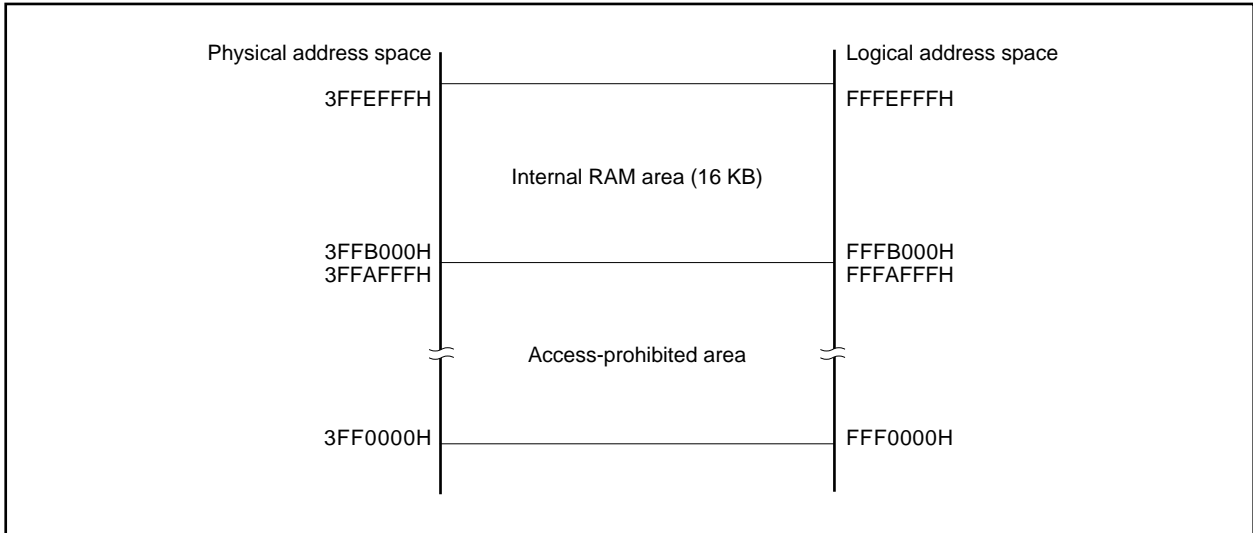 Physical address space
Logical address space
3FFEFFFH
FFFEFFFH
Internal RAM area (16 KB)
3FFB000H
FFFB000H
3FFAFFFH
FFFAFFFH
Access-prohibited area
3FF0000H
FFF0000H